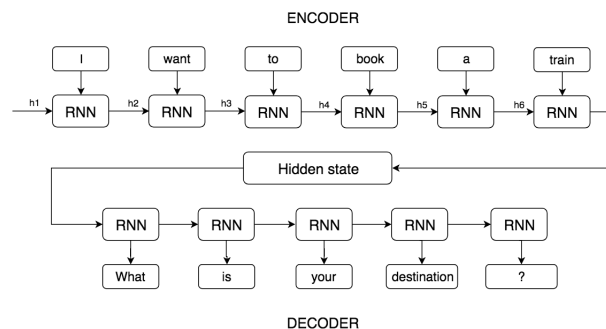 ENCODER
I want to book a train
h1 RNN h2 RNN h3 RNN h4 RNN h5 RNN h6 RNN
Hidden state
RNN RNN RNN RNN RNN
What is your destination ?
DECODER